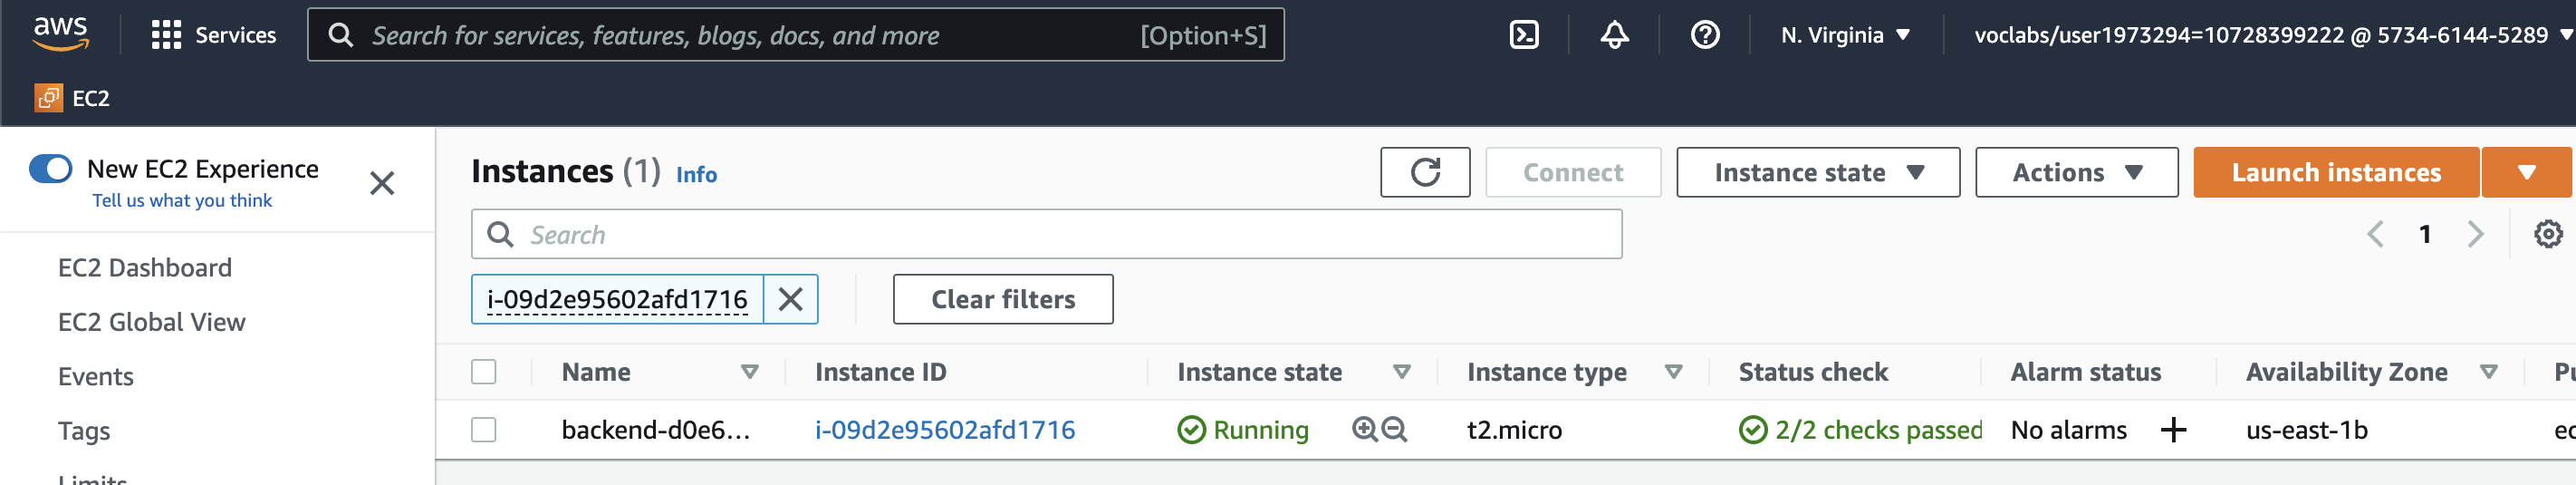 aws
Services
Search for services, features, blogs, docs, and more
[Option+S]
N. Virginia
voclabs/user1973294=10728399222 @ 5734-6144-5289
EC2
New EC2 Experience
Tell us what you think
EC2 Dashboard
EC2 Global View
Events
Tags
Limits
Instances (1) Info
Connect
Instance state
Actions
Launch instances
Search
1
i-09d2e95602afd1716
Clear filters
Name Instance ID Instance state Instance type Status check Alarm status Availability Zone
backend-d0e6... i-09d2e95602afd1716 Running t2.micro 2/2 checks passed No alarms us-east-1b